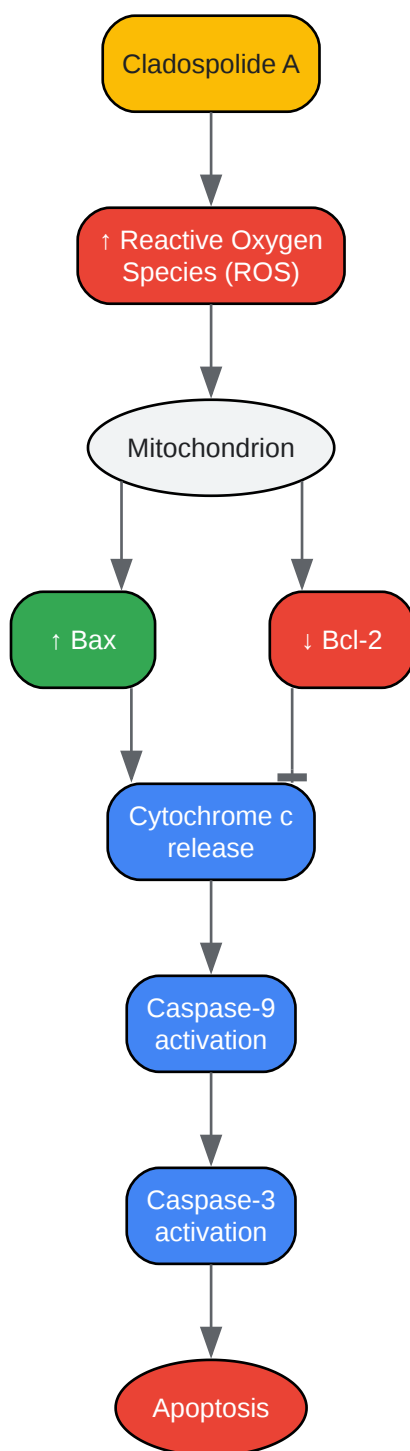 Cladospolide A
↑ Reactive Oxygen
Species (ROS)
Mitochondrion
↑ Bax
↓ Bcl-2
Cytochrome c
release
Caspase-9
activation
Caspase-3
activation
Apoptosis